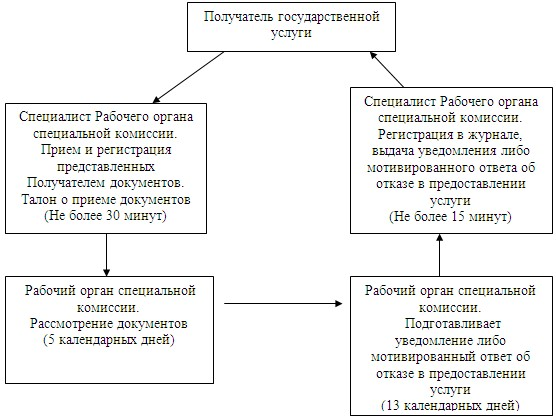 Получатель государственной
услуги
Специалист Рабочего органа
специальной комиссии.
Прием и регистрация
представленных
Получателем документов.
Талон о приеме документов
(Не более 30 минут)
Специалист Рабочего органа
специальной комиссии.
Регистрация в журнале,
выдача уведомления либо
мотивированного ответа об
отказе в предоставлении
услуги
(Не более 15 минут)
Рабочий орган специальной
комиссии.
Рассмотрение документов
(5 календарных дней)
Рабочий орган специальной
комиссии.
Подготавливает
уведомление либо
мотивированный ответ об
отказе в предоставлении
услуги
(13 календарных дней)